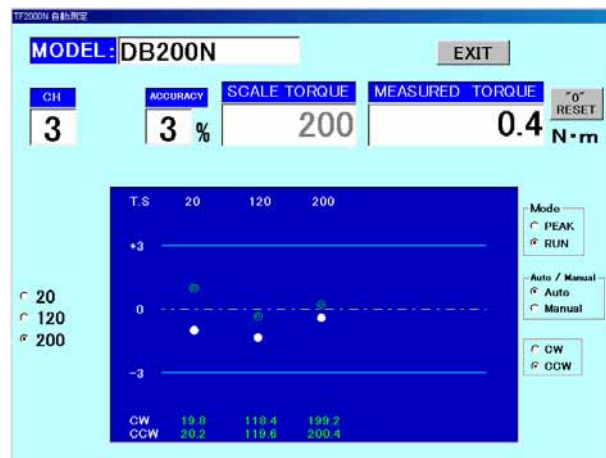 TF2000N 自動測定
MODEL: DB200N
EXIT
CH
3
ACCURACY
3 %
SCALE TORQUE
200
MEASURED TORQUE
0.4
"0" RESET
N・m
T.S 20 120 200
+3
0
-3
CW 19.8 118.4 199.2
CCW 20.2 119.6 200.4
20
120
200
Mode
PEAK
RUN
Auto / Manual
Auto
Manual
CW
CCW